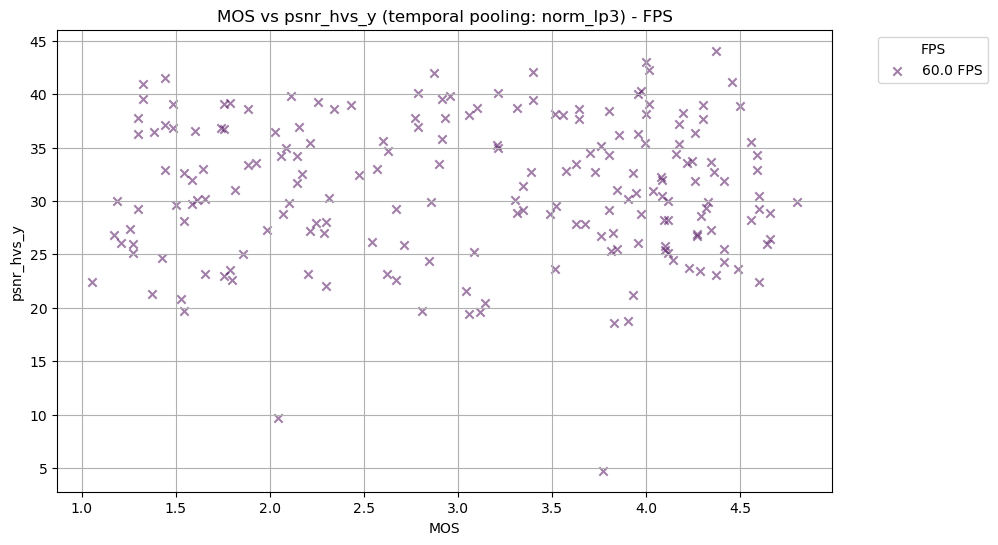 MOS vs psnr_hvs_y (temporal pooling: norm_lp3) - FPS
FPS
60.0 FPS
psnr_hvs_y
45
40
35
30
25
20
15
10
5
1.0 1.5 2.0 2.5 3.0 3.5 4.0 4.5
MOS